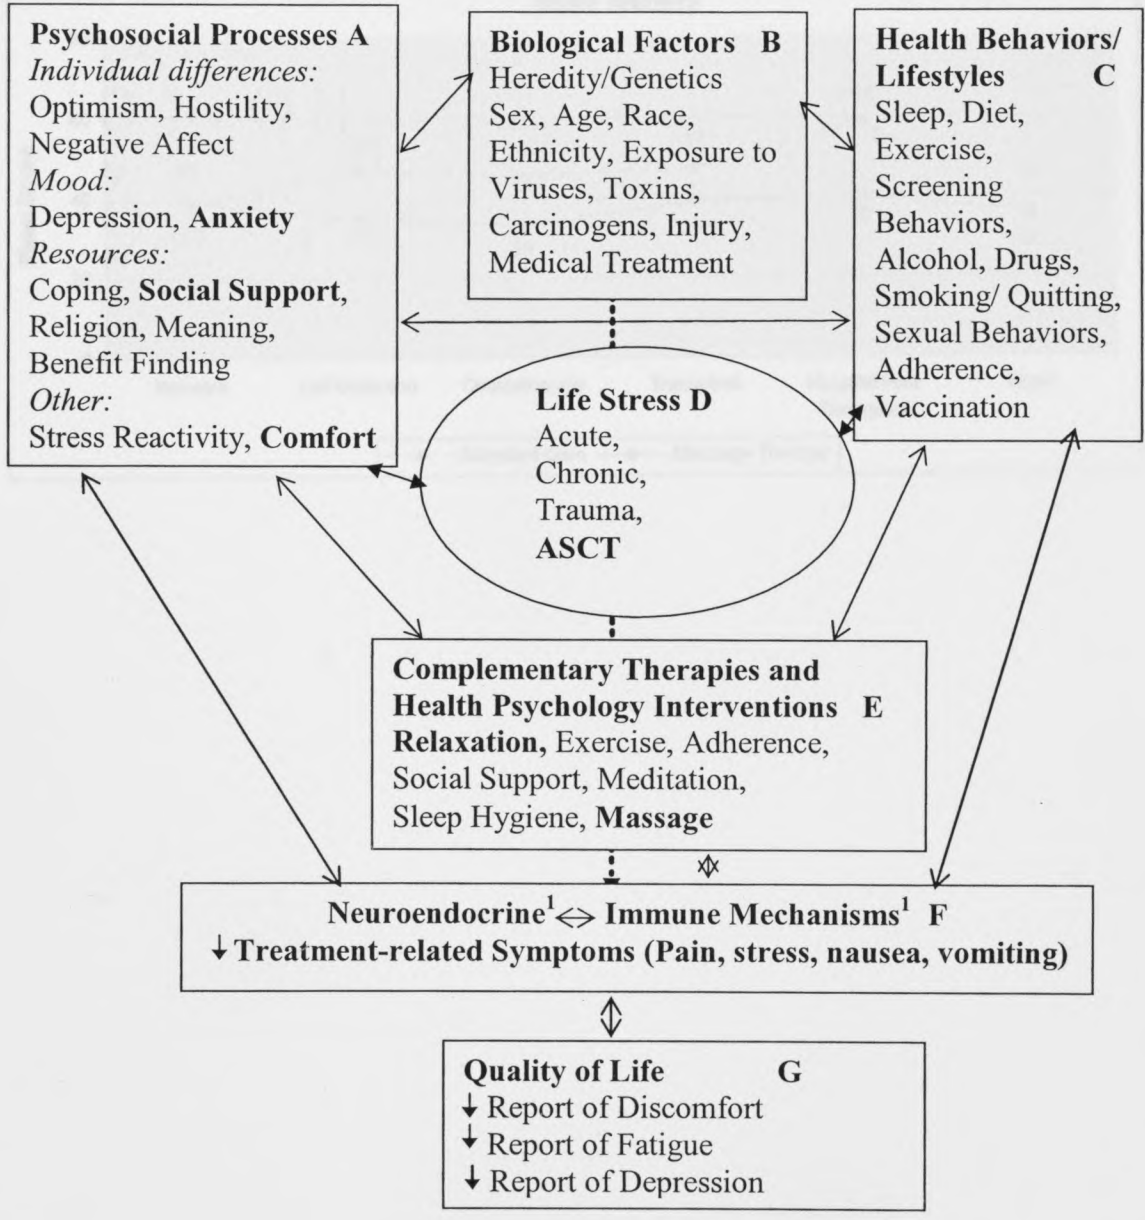 Psychosocial Processes A
Individual differences:
Optimism, Hostility,
Negative Affect
Mood:
Depression, Anxiety
Resources:
Coping, Social Support,
Religion, Meaning,
Benefit Finding
Other:
Stress Reactivity, Comfort
Biological Factors B
Heredity/Genetics
Sex, Age, Race,
Ethnicity, Exposure to
Viruses, Toxins,
Carcinogens, Injury,
Medical Treatment
Health Behaviors/
Lifestyles C
Sleep, Diet,
Exercise,
Screening
Behaviors,
Alcohol, Drugs,
Smoking/ Quitting,
Sexual Behaviors,
Adherence,
Vaccination
Life Stress D
Acute,
Chronic,
Trauma,
ASCT
Complementary Therapies and
Health Psychology Interventions E
Relaxation, Exercise, Adherence,
Social Support, Meditation,
Sleep Hygiene, Massage
Neuroendocrine¹ ⇔ Immune Mechanisms¹ F
↓ Treatment-related Symptoms (Pain, stress, nausea, vomiting)
Quality of Life G
↓ Report of Discomfort
↓ Report of Fatigue
↓ Report of Depression